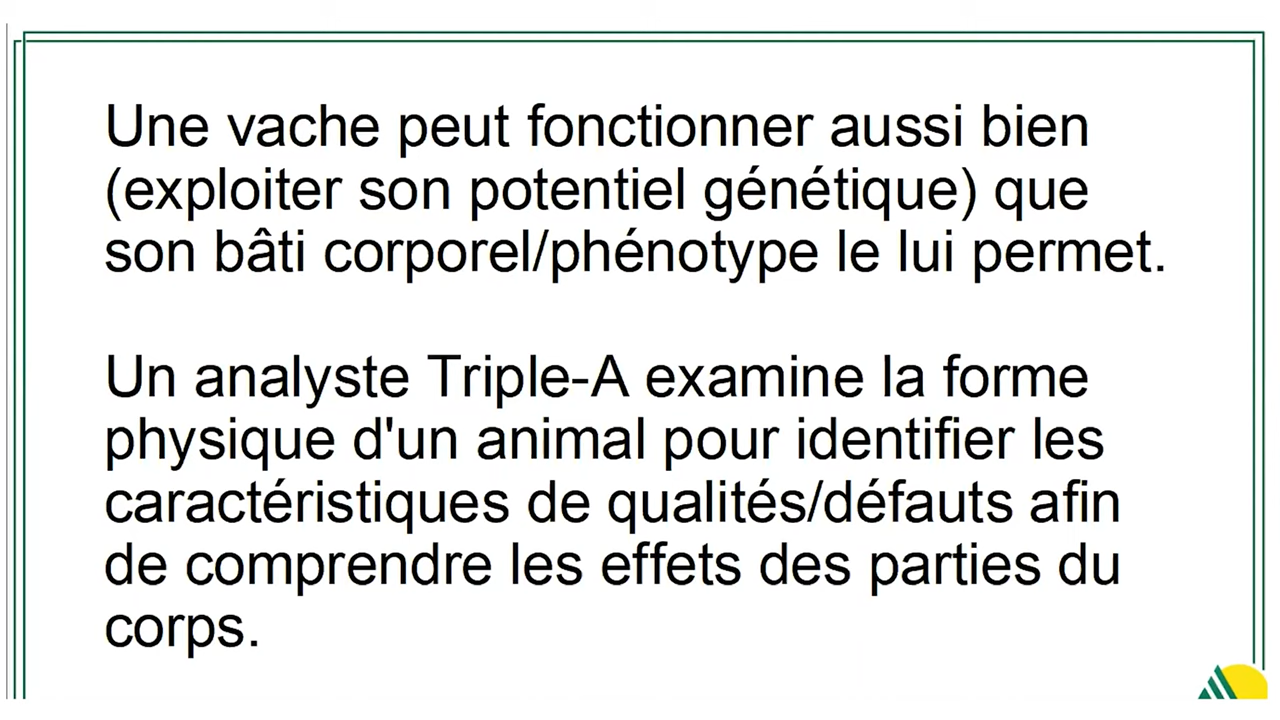 Une vache peut fonctionner aussi bien
(exploiter son potentiel génétique) que
son bâti corporel/phénotype le lui permet.
Un analyste Triple-A examine la forme
physique d'un animal pour identifier les
caractéristiques de qualités/défauts afin
de comprendre les effets des parties du
corps.